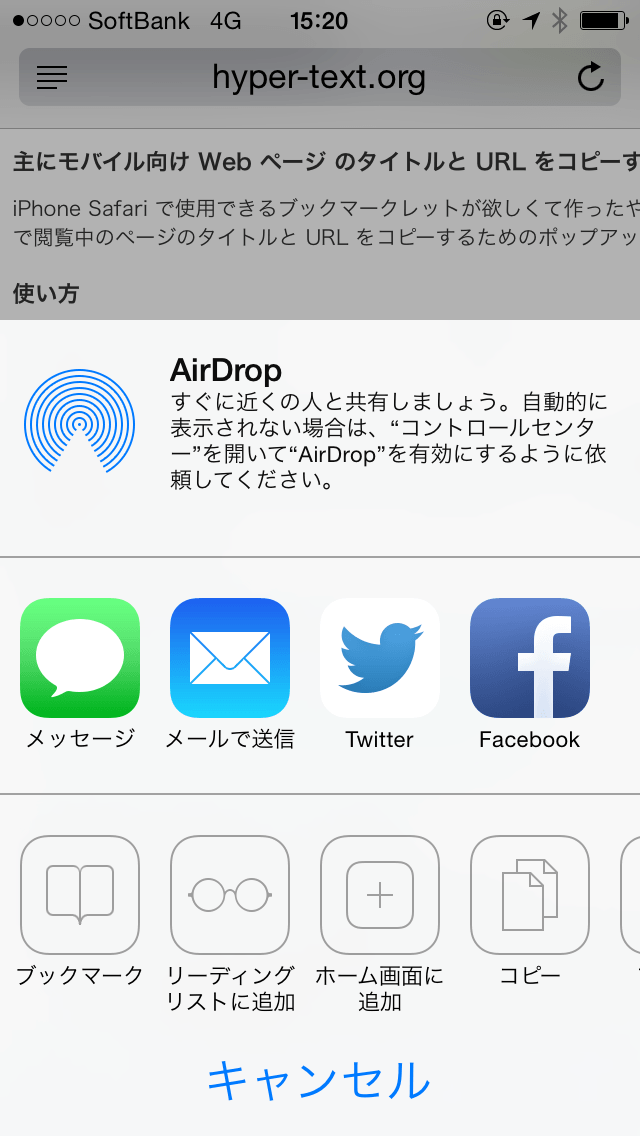 SoftBank 4G 15:20
hyper-text.org
主にモバイル向け Web ページ のタイトルと URL をコピーす
iPhone Safari で使用できるブックマークレットが欲しくて作ったや
で閲覧中のページのタイトルと URL をコピーするためのポップアッ
使い方
AirDrop
すぐに近くの人と共有しましょう。自動的に
表示されない場合は、“コントロールセンタ
ー”を開いて“AirDrop”を有効にするように依
頼してください。
メッセージ メールで送信 Twitter Facebook
ブックマーク リーディング ホーム画面に コピー
リストに追加 追加
キャンセル